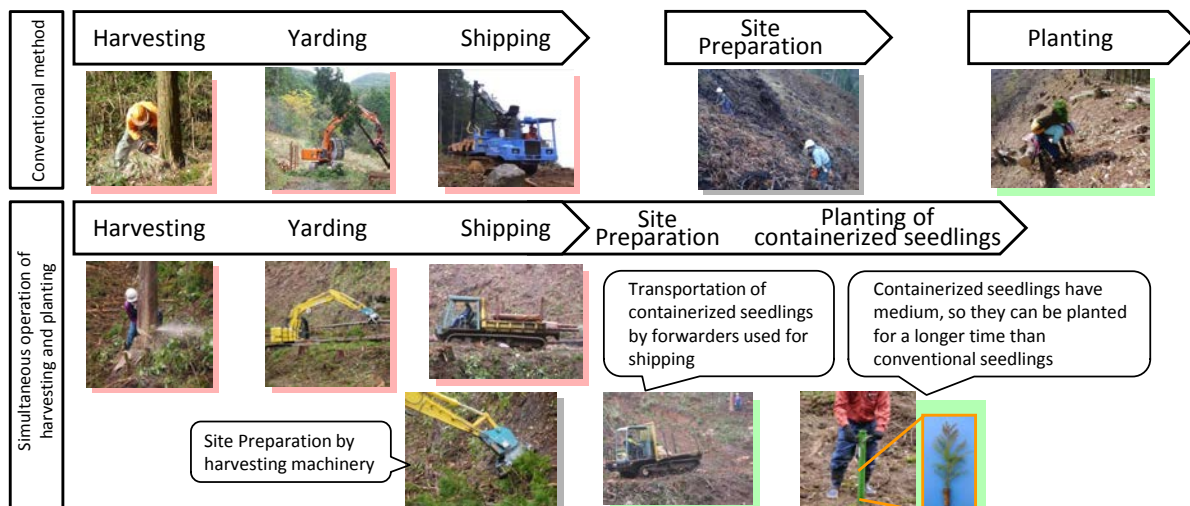 Conventional method
Harvesting
Yarding
Shipping
Site
Preparation
Planting
Simultaneous operation of
harvesting and planting
Harvesting
Yarding
Shipping
Site
Preparation
Planting of
containerized seedlings
Transportation of
containerized seedlings
by forwarders used for
shipping
Containerized seedlings have
medium, so they can be planted
for a longer time than
conventional seedlings
Site Preparation by
harvesting machinery